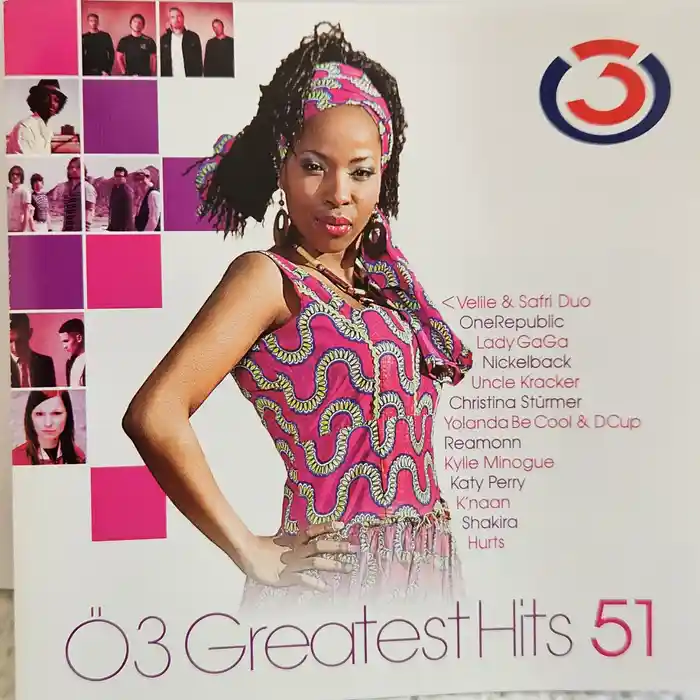 3
<Velile & Safri Duo
OneRepublic
Lady GaGa
Nickelback
Uncle Kracker
Christina Stürmer
Yolanda Be Cool & DCup
Reamonn
Kylie Minogue
Katy Perry
K'naan
Shakira
Hurts
Ö3 Greatest Hits 51